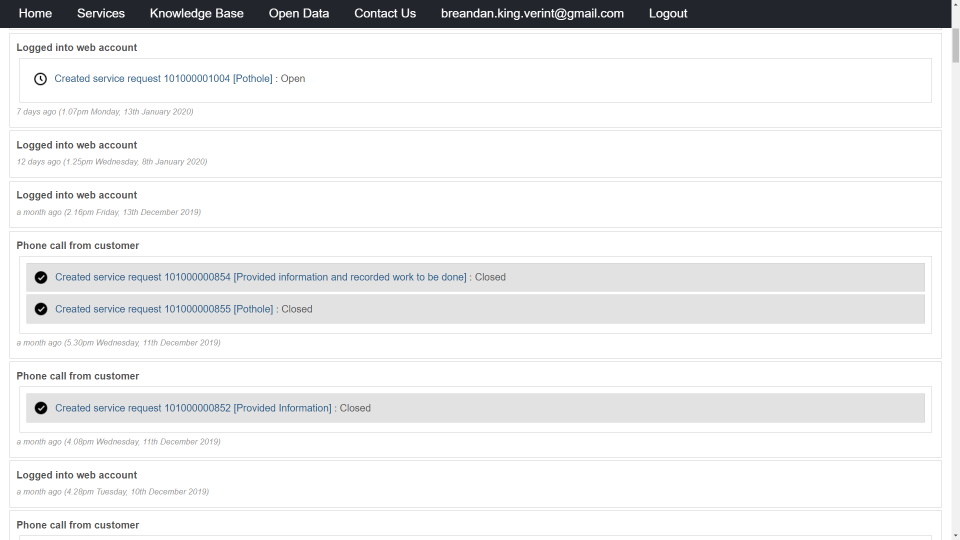 Home Services Knowledge Base Open Data Contact Us breandan.king.verint@gmail.com Logout
Logged into web account
Created service request 101000001004 [Pothole] : Open
7 days ago (1.07pm Monday, 13th January 2020)
Logged into web account
12 days ago (1.25pm Wednesday, 8th January 2020)
Logged into web account
a month ago (2.16pm Friday, 13th December 2019)
Phone call from customer
Created service request 101000000854 [Provided information and recorded work to be done] : Closed
Created service request 101000000855 [Pothole] : Closed
a month ago (5.30pm Wednesday, 11th December 2019)
Phone call from customer
Created service request 101000000852 [Provided Information] : Closed
a month ago (4.08pm Wednesday, 11th December 2019)
Logged into web account
a month ago (4.28pm Tuesday, 10th December 2019)
Phone call from customer